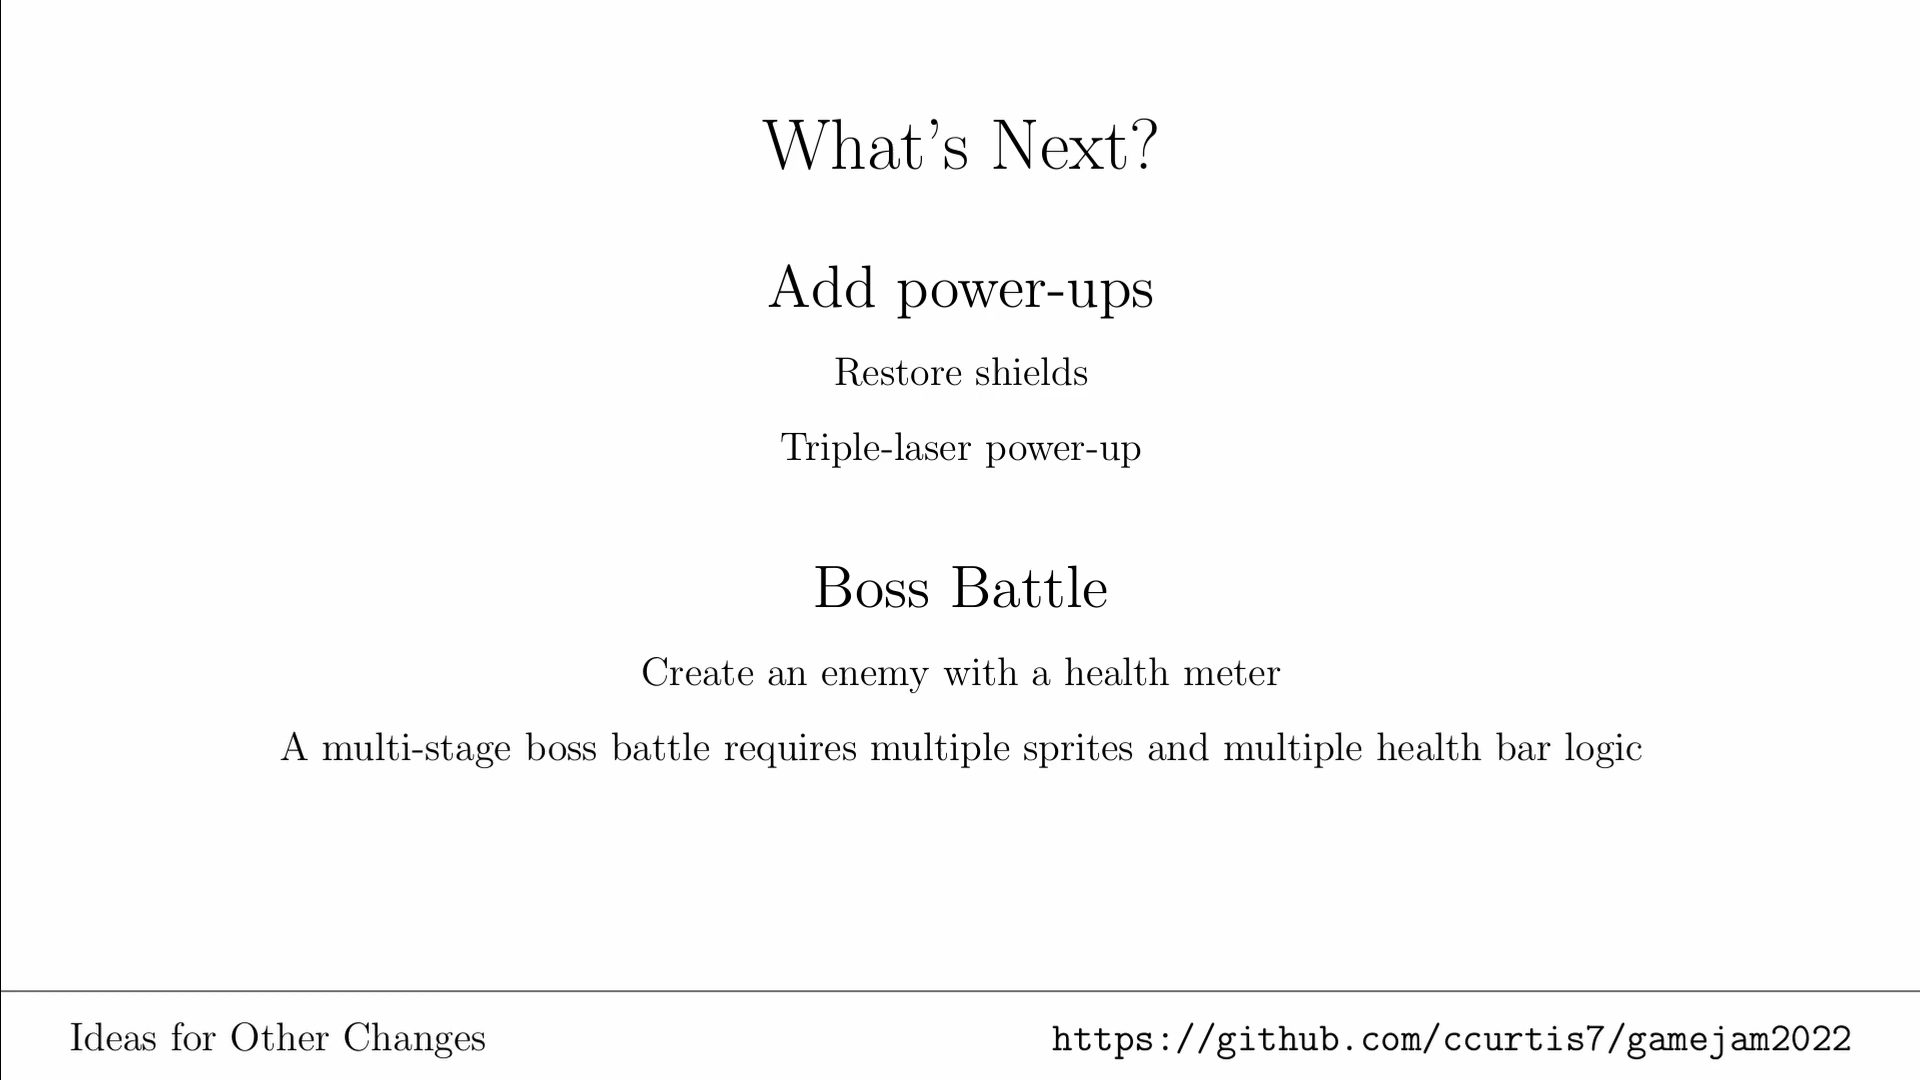 What's Next?
Add power-ups
Restore shields
Triple-laser power-up
Boss Battle
Create an enemy with a health meter
A multi-stage boss battle requires multiple sprites and multiple health bar logic
Ideas for Other Changes
https://github.com/ccurtis7/gamejam2022